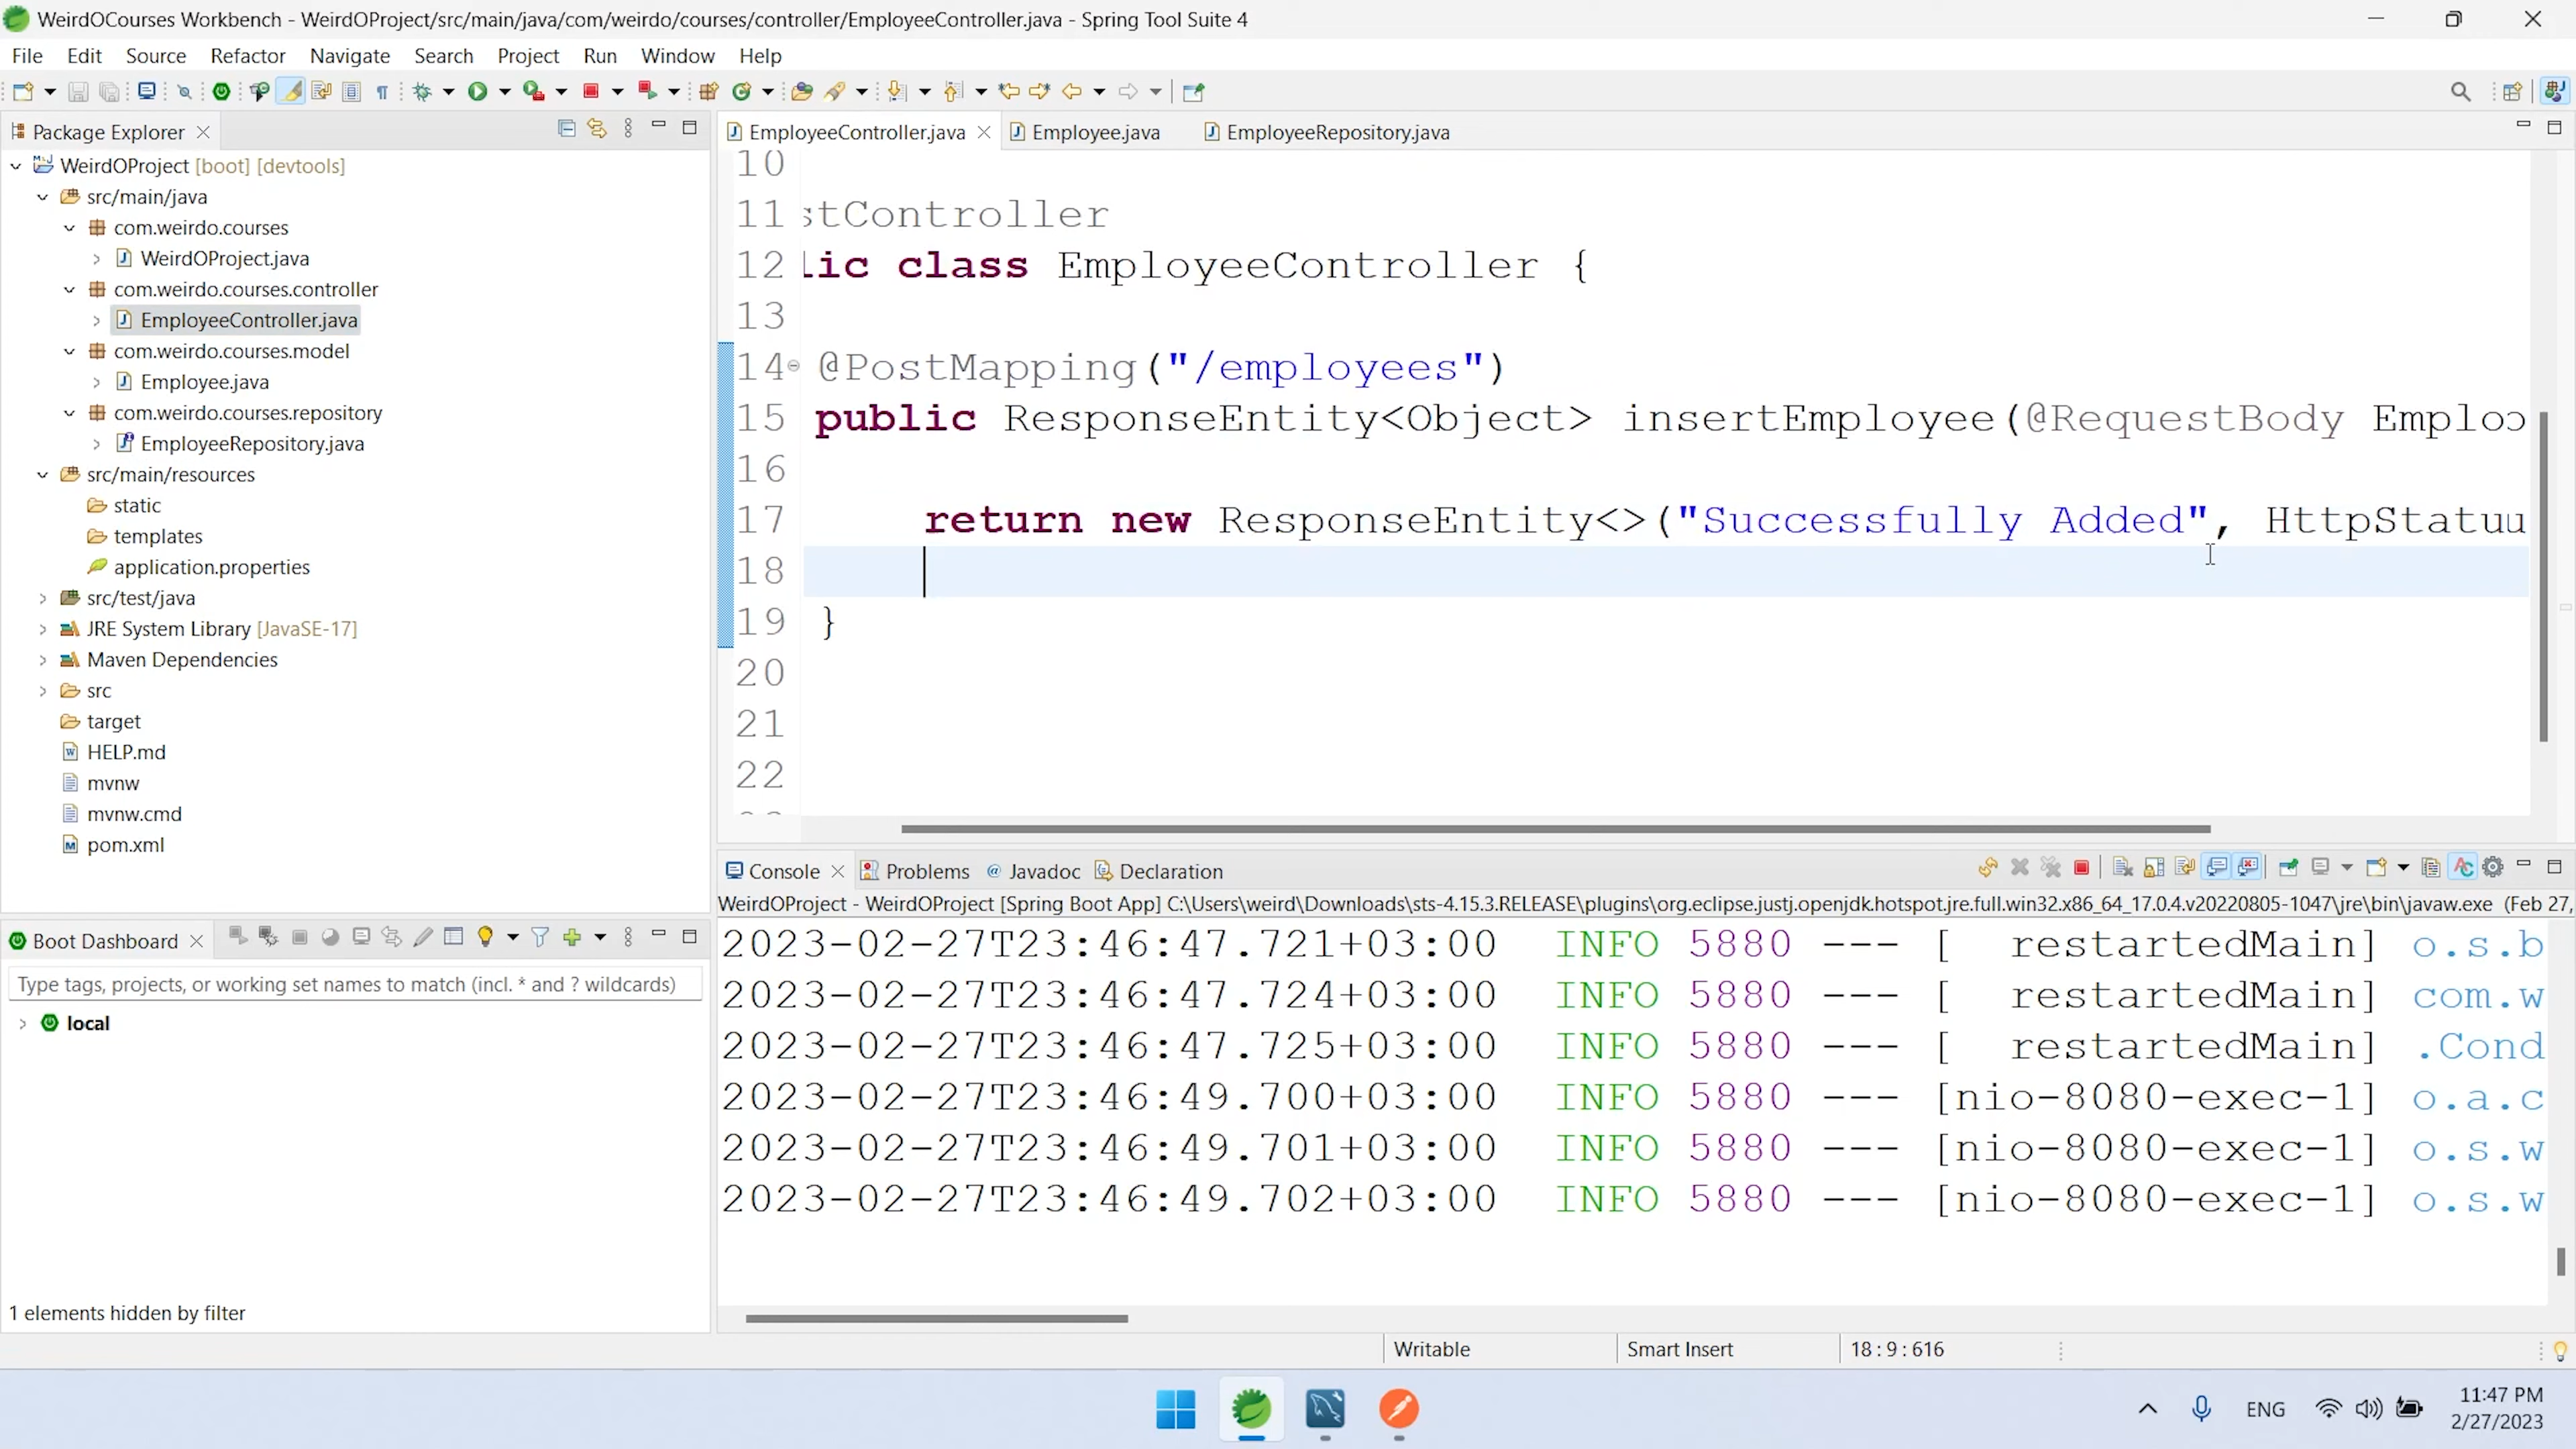 WeirdOCourses Workbench - WeirdOProject/src/main/java/com/weirdo/courses/controller/EmployeeController.java - Spring Tool Suite 4
File Edit Source Refactor Navigate Search Project Run Window Help
Package Explorer
WeirdOProject [boot] [devtools]
src/main/java
com.weirdo.courses
WeirdOProject.java
com.weirdo.courses.controller
EmployeeController.java
com.weirdo.courses.model
Employee.java
com.weirdo.courses.repository
EmployeeRepository.java
src/main/resources
static
templates
application.properties
src/test/java
JRE System Library [JavaSE-17]
Maven Dependencies
src
target
HELP.md
mvnw
mvnw.cmd
pom.xml
Boot Dashboard
Type tags, projects, or working set names to match (incl. * and ? wildcards)
local
1 elements hidden by filter
EmployeeController.java Employee.java EmployeeRepository.java
10
11 stController
12 lic class EmployeeController {
13
14 @PostMapping("/employees")
15 public ResponseEntity<Object> insertEmployee(@RequestBody Emplo
16
17 return new ResponseEntity<>("Successfully Added", HttpStatu
18
19 }
20
21
22
Console Problems @ Javadoc Declaration
WeirdOProject - WeirdOProject [Spring Boot App] C:\Users\weird\Downloads\sts-4.15.3.RELEASE\plugins\org.eclipse.justj.openjdk.hotspot.jre.full.win32.x86_64_17.0.4.v20220805-1047\jre\bin\javaw.exe (Feb 27,
2023-02-27T23:46:47.721+03:00 INFO 5880 --- [ restartedMain] o.s.b
2023-02-27T23:46:47.724+03:00 INFO 5880 --- [ restartedMain] com.w
2023-02-27T23:46:47.725+03:00 INFO 5880 --- [ restartedMain] .Cond
2023-02-27T23:46:49.700+03:00 INFO 5880 --- [nio-8080-exec-1] o.a.c
2023-02-27T23:46:49.701+03:00 INFO 5880 --- [nio-8080-exec-1] o.s.w
2023-02-27T23:46:49.702+03:00 INFO 5880 --- [nio-8080-exec-1] o.s.w
Writable Smart Insert 18 : 9 : 616
ENG
11:47 PM
2/27/2023